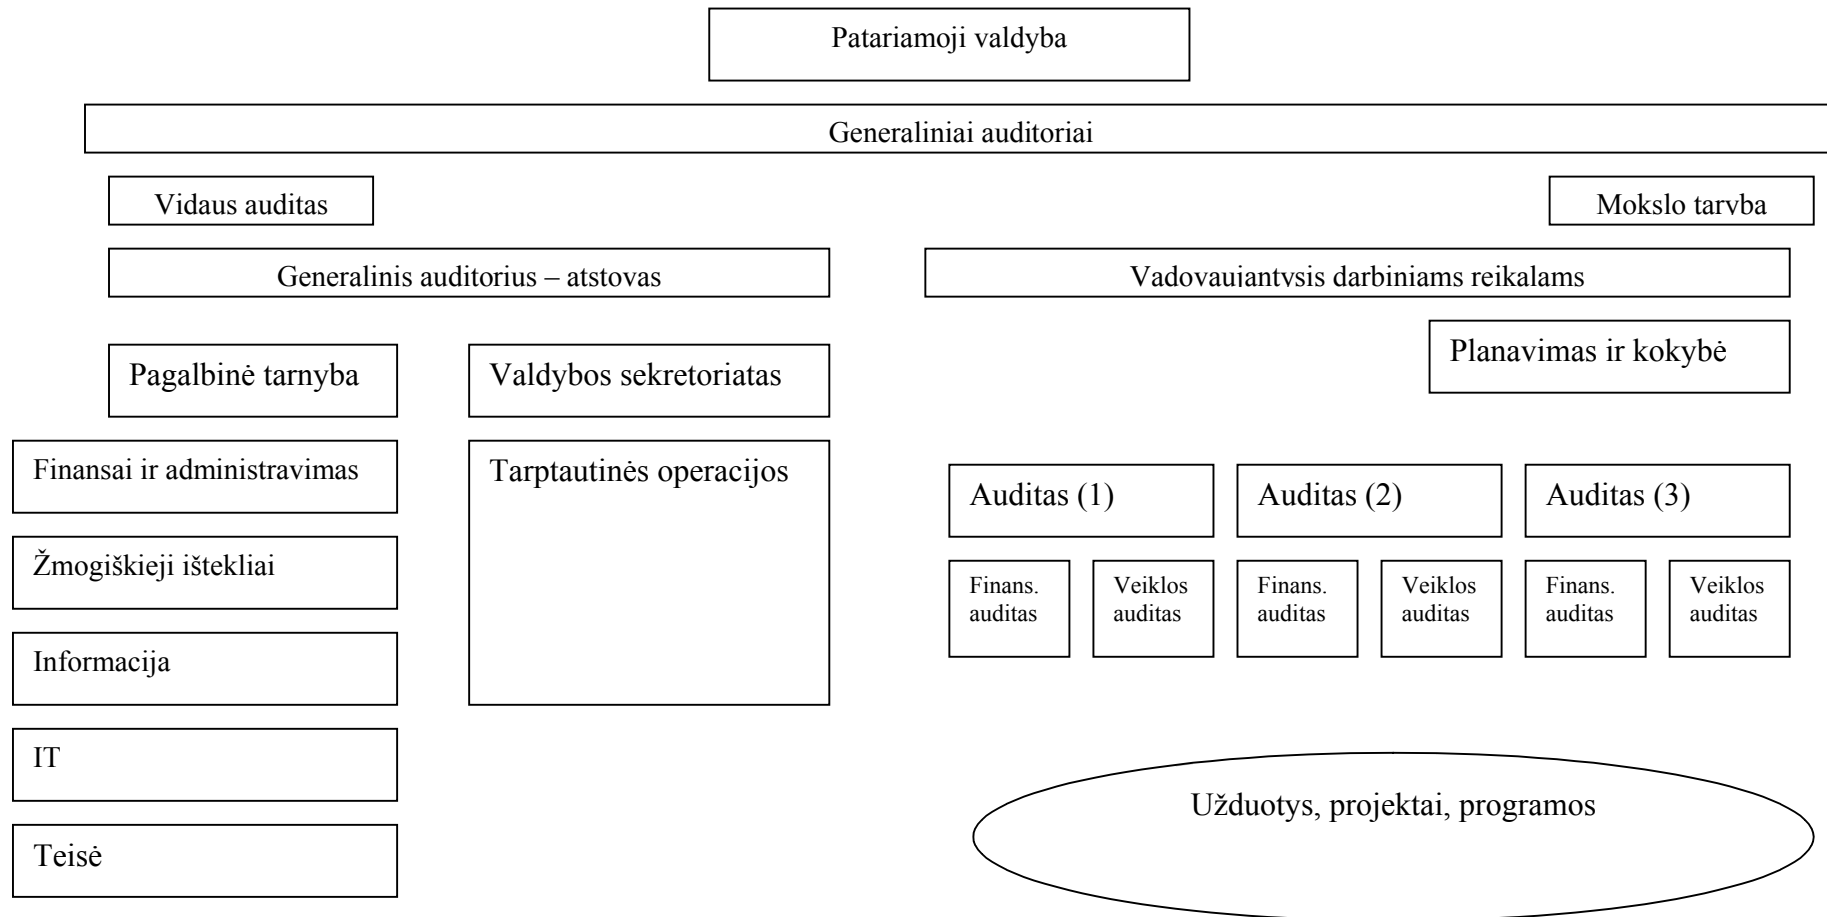 Patariamoji valdyba
Generaliniai auditoriai
Vidaus auditas
Mokslo taryba
Generalinis auditorius – atstovas
Vadovaujantysis darbiniams reikalams
Planavimas ir kokybė
Pagalbinė tarnyba
Valdybos sekretoriatas
Finansai ir administravimas
Tarptautinės operacijos
Auditas (1)
Auditas (2)
Auditas (3)
Žmogiškieji ištekliai
Finans.
auditas
Veiklos
auditas
Finans.
auditas
Veiklos
auditas
Finans.
auditas
Veiklos
auditas
Informacija
IT
Užduotys, projektai, programos
Teisė